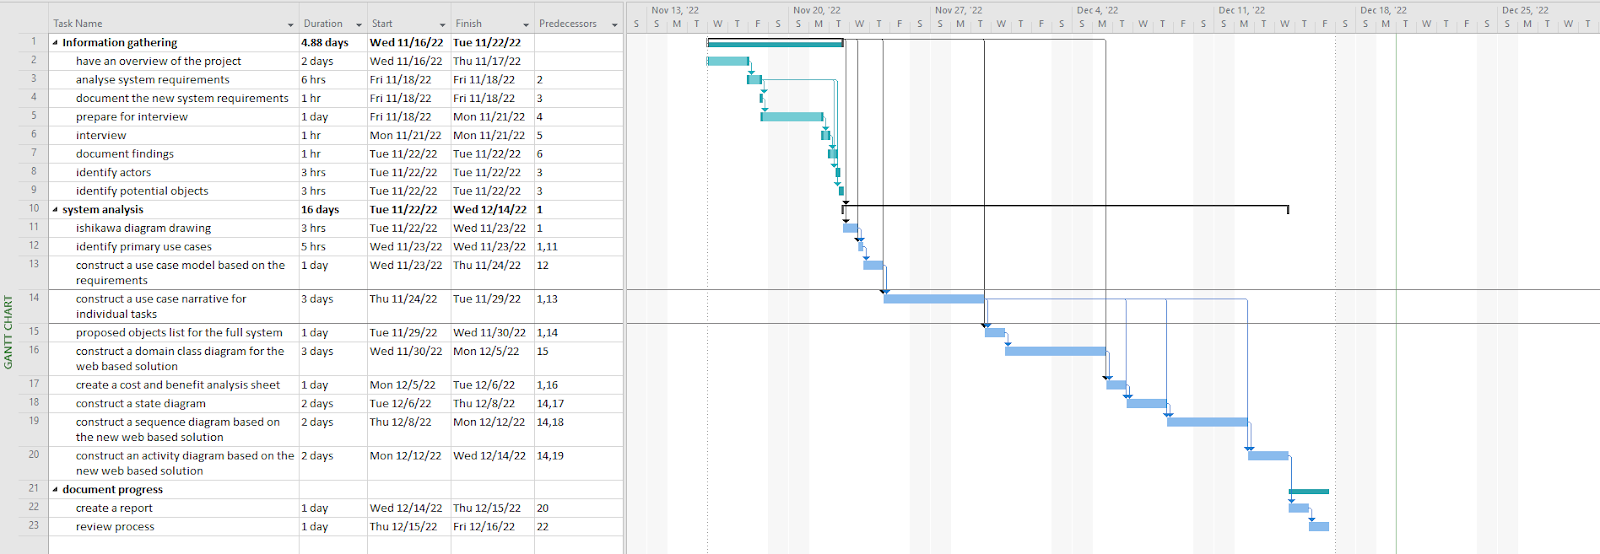 Nov 13, '22 Nov 20, '22 Nov 27, '22 Dec 4, '22 Dec 11, '22 Dec 18, '22 Dec 25, '22
Task Name Duration Start Finish Predecessors S S M T W T F S S M T W T F S S M T W T F S S M T W T F S S M T W T F S S M T W T F S S M T W
1 Information gathering 4.88 days Wed 11/16/22 Tue 11/22/22
2 have an overview of the project 2 days Wed 11/16/22 Thu 11/17/22
3 analyse system requirements 6 hrs Fri 11/18/22 Fri 11/18/22 2
4 document the new system requirements 1 hr Fri 11/18/22 Fri 11/18/22 3
5 prepare for interview 1 day Fri 11/18/22 Mon 11/21/22 4
6 interview 1 hr Mon 11/21/22 Mon 11/21/22 5
7 document findings 1 hr Tue 11/22/22 Tue 11/22/22 6
8 identify actors 3 hrs Tue 11/22/22 Tue 11/22/22 3
9 identify potential objects 3 hrs Tue 11/22/22 Tue 11/22/22 3
10 system analysis 16 days Tue 11/22/22 Wed 12/14/22 1
11 ishikawa diagram drawing 3 hrs Tue 11/22/22 Wed 11/23/22 1
12 identify primary use cases 5 hrs Wed 11/23/22 Wed 11/23/22 1,11
13 construct a use case model based on the 1 day Wed 11/23/22 Thu 11/24/22 12
requirements
14 construct a use case narrative for 3 days Thu 11/24/22 Tue 11/29/22 1,13
individual tasks
15 proposed objects list for the full system 1 day Tue 11/29/22 Wed 11/30/22 1,14
16 construct a domain class diagram for the 3 days Wed 11/30/22 Mon 12/5/22 15
web based solution
17 create a cost and benefit analysis sheet 1 day Mon 12/5/22 Tue 12/6/22 1,16
18 construct a state diagram 2 days Tue 12/6/22 Thu 12/8/22 14,17
19 construct a sequence diagram based on 2 days Thu 12/8/22 Mon 12/12/22 14,18
the new web based solution
20 construct an activity diagram based on the 2 days Mon 12/12/22 Wed 12/14/22 14,19
new web based solution
21 document progress
22 create a report 1 day Wed 12/14/22 Thu 12/15/22 20
23 review process 1 day Thu 12/15/22 Fri 12/16/22 22
GANTT CHART